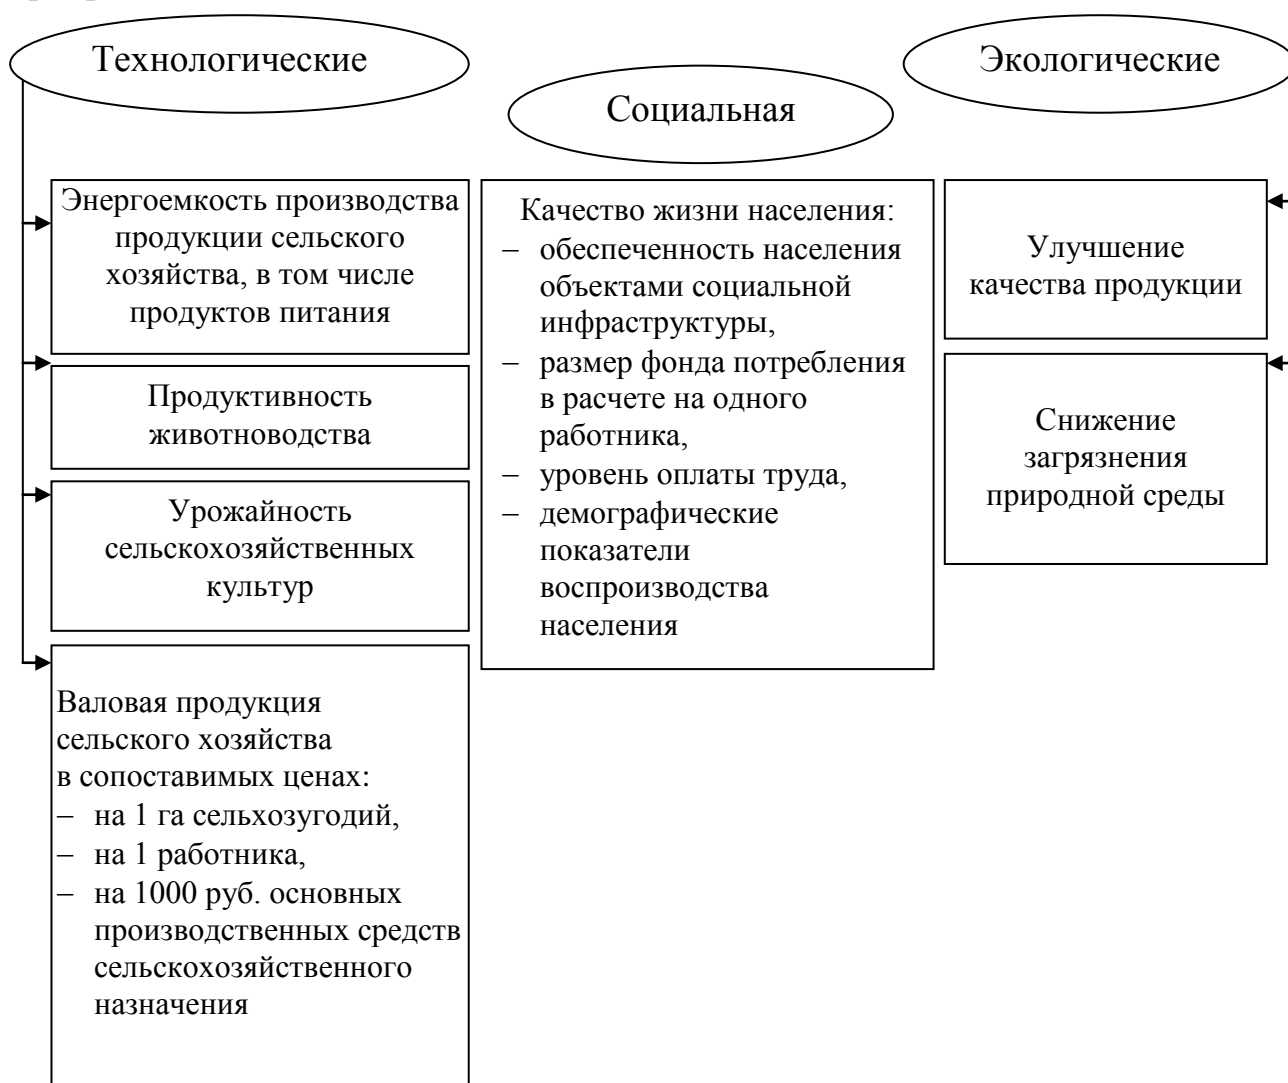 Технологические
Энергоемкость производства
продукции сельского
хозяйства, в том числе
продуктов питания
Продуктивность
животноводства
Урожайность
сельскохозяйственных
культур
Валовая продукция
сельского хозяйства
в сопоставимых ценах:
– на 1 га сельхозугодий,
– на 1 работника,
– на 1000 руб. основных
производственных средств
сельскохозяйственного
назначения
Социальная
Качество жизни населения:
– обеспеченность населения
объектами социальной
инфраструктуры,
– размер фонда потребления
в расчете на одного
работника,
– уровень оплаты труда,
– демографические
показатели
воспроизводства
населения
Экологические
Улучшение
качества продукции
Снижение
загрязнения
природной среды